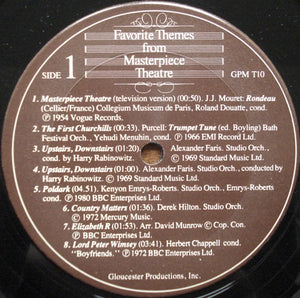 Favorite Themes
from
Masterpiece
Theatre
SIDE 1
GPM T10
1. Masterpiece Theatre (television version) (00:50). J.J. Mouret: Rondeau
(Cellier/France) Collegium Musicum de Paris, Roland Douatte, cond.
℗ 1954 Vogue Records.
2. The First Churchills (00:33). Purcell: Trumpet Tune (ed. Boyling) Bath
Festival Orch., Yehudi Menuhin, cond. ℗ 1966 EMI Record Ltd.
3. Upstairs, Downstairs (01:20). Alexander Faris. Studio Orch.,
cond. by Harry Rabinowitz. ℗ 1969 Standard Music Ltd.
4. Upstairs, Downstairs (01:00). Alexander Faris. Studio Orch., conducted by
Harry Rabinowitz. ℗ 1969 Standard Music Ltd.
5. Poldark (04:51). Kenyon Emrys-Roberts. Studio Orch., Emrys-Roberts
cond. ℗ 1980 BBC Enterprises Ltd.
6. Country Matters (01:36). Derek Hilton. Studio Orch.
℗ 1972 Mercury Music.
7. Elizabeth R (01:53). Arr. David Munrow © Cop. Con.
℗ BBC Enterprises Ltd.
8. Lord Peter Wimsey (03:41). Herbert Chappell cond.
"Boyfriends." ℗ 1972 BBC Enterprises Ltd.
Gloucester Productions, Inc.